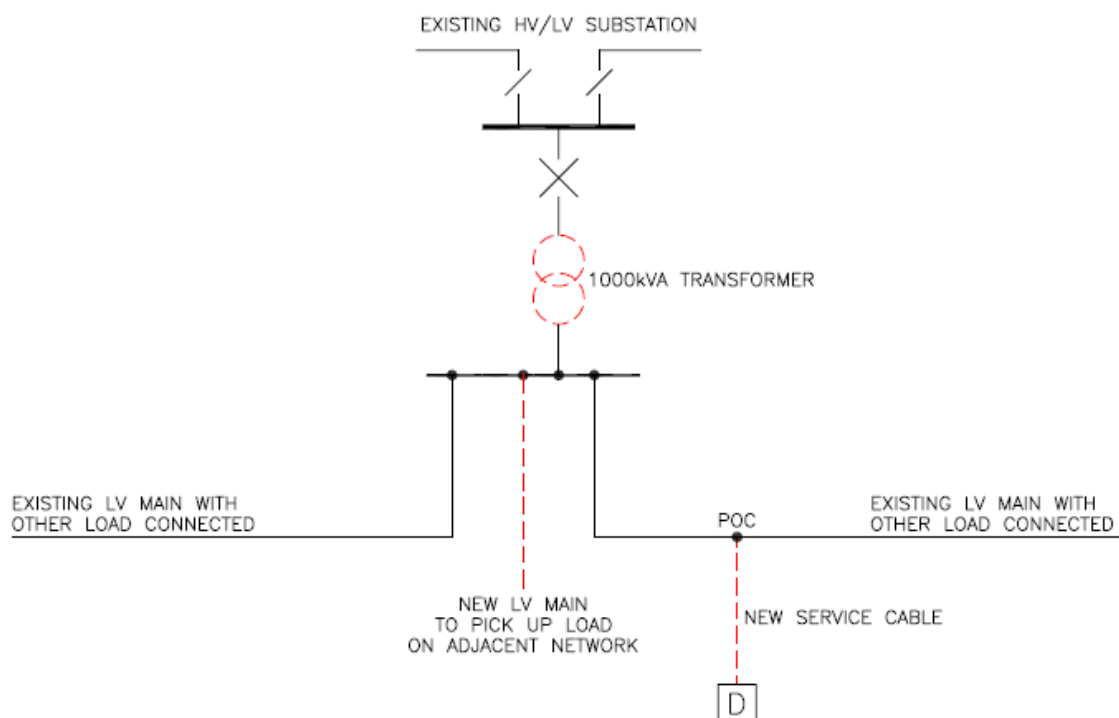 EXISTING HV/LV SUBSTATION
1000kVA TRANSFORMER
EXISTING LV MAIN WITH
OTHER LOAD CONNECTED
POC
EXISTING LV MAIN WITH
OTHER LOAD CONNECTED
NEW LV MAIN
TO PICK UP LOAD
ON ADJACENT NETWORK
NEW SERVICE CABLE
D